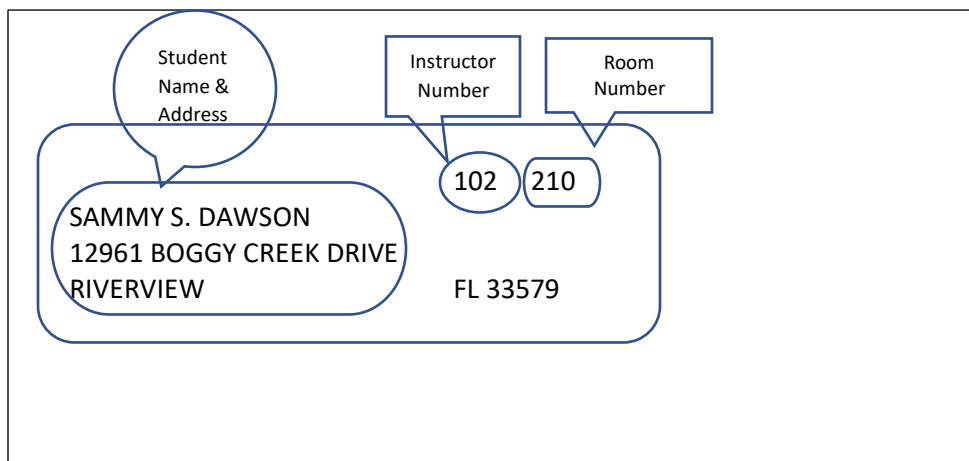 Student
Name &
Address
Instructor
Number
Room
Number
102 210
SAMMY S. DAWSON
12961 BOGGY CREEK DRIVE
RIVERVIEW FL 33579